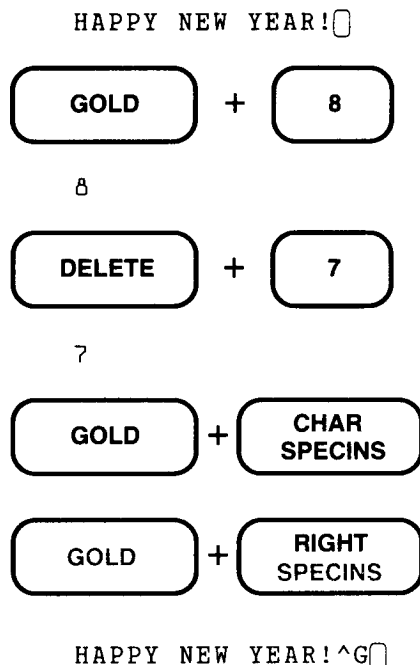 HAPPY NEW YEAR!
GOLD + 8
8
DELETE + 7
7
GOLD + CHAR
SPECINS
GOLD + RIGHT
SPECINS
HAPPY NEW YEAR!^G